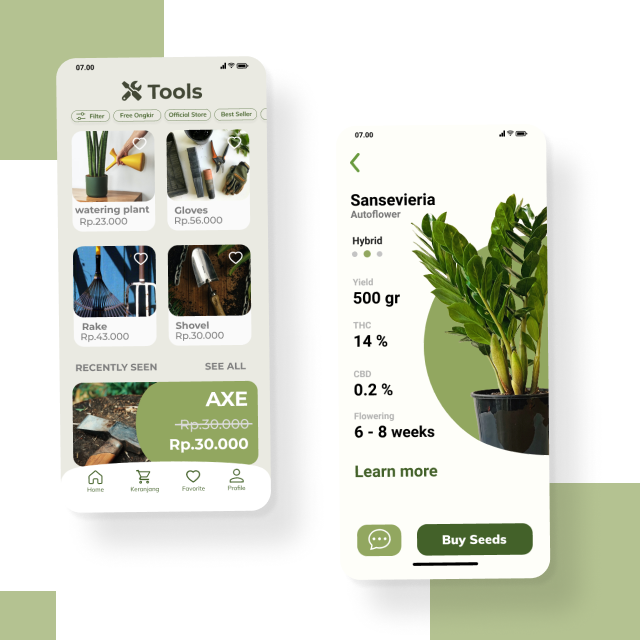 07.00
Tools
Filter
Free Ongkir
Official Store
Best Seller
watering plant
Rp.23.000
Gloves
Rp.56.000
Rake
Rp.43.000
Shovel
Rp.30.000
RECENTLY SEEN
SEE ALL
AXE
Rp.30.000
Rp.30.000
Home
Keranjang
Favorite
Profile
07.00
Sansevieria
Autoflower
Hybrid
Yield
500 gr
THC
14 %
CBD
0.2 %
Flowering
6 - 8 weeks
Learn more
Buy Seeds